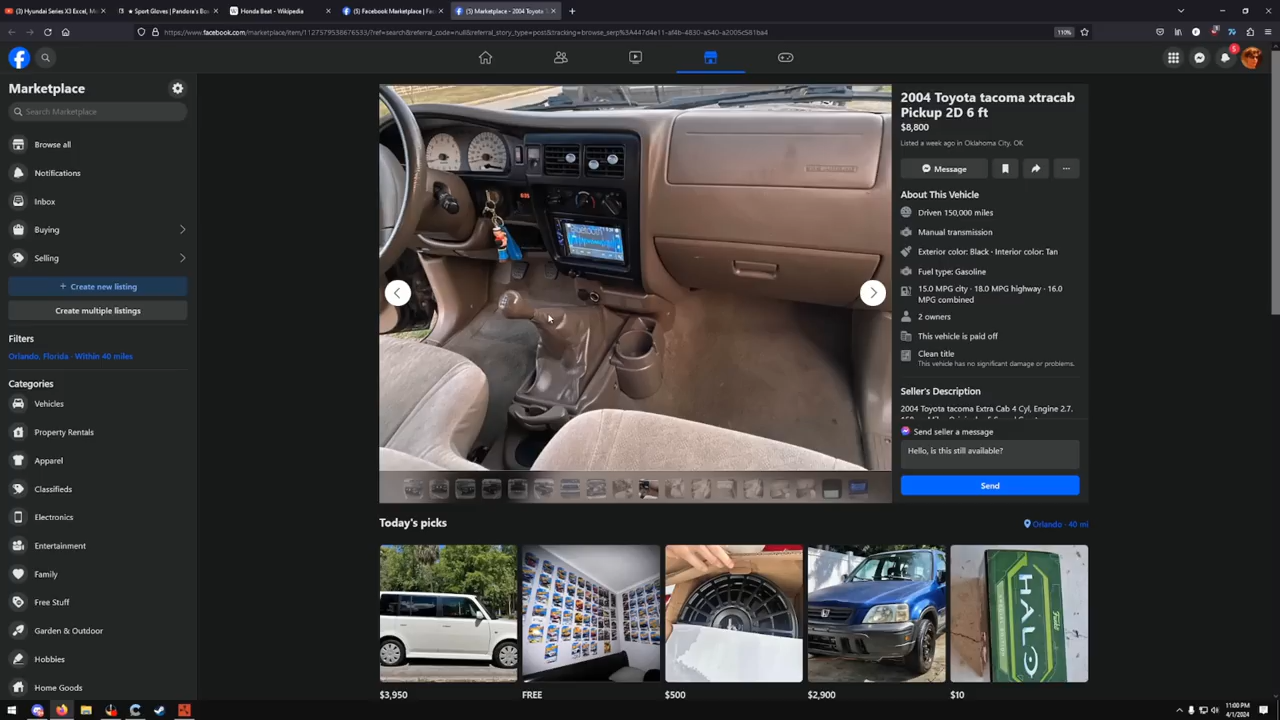 (5) Hyundai Series X3 Excel, M
★ Sport Gloves | Pandora's Bo
Honda Beat - Wikipedia
(5) Facebook Marketplace | Fac
(5) Marketplace - 2004 Toyota
110%
5
Marketplace
Search Marketplace
Browse all
Notifications
Inbox
Buying
Selling
+ Create new listing
Create multiple listings
Filters
Orlando, Florida · Within 40 miles
Categories
Vehicles
Property Rentals
Apparel
Classifieds
Electronics
Entertainment
Family
Free Stuff
Garden & Outdoor
Hobbies
Home Goods
Bluetooth
2004 Toyota tacoma xtracab
Pickup 2D 6 ft
$8,800
Listed a week ago in Oklahoma City, OK
Message
About This Vehicle
Driven 150,000 miles
Manual transmission
Exterior color: Black · Interior color: Tan
Fuel type: Gasoline
15.0 MPG city · 18.0 MPG highway · 16.0
MPG combined
2 owners
This vehicle is paid off
Clean title
This vehicle has no significant damage or problems.
Seller's Description
2004 Toyota tacoma Extra Cab 4 Cyl, Engine 2.7.
Send seller a message
Hello, is this still available?
Send
Today's picks
Orlando · 40 mi
HALO
$3,950
FREE
$500
$2,900
$10
11:00 PM
4/1/2024